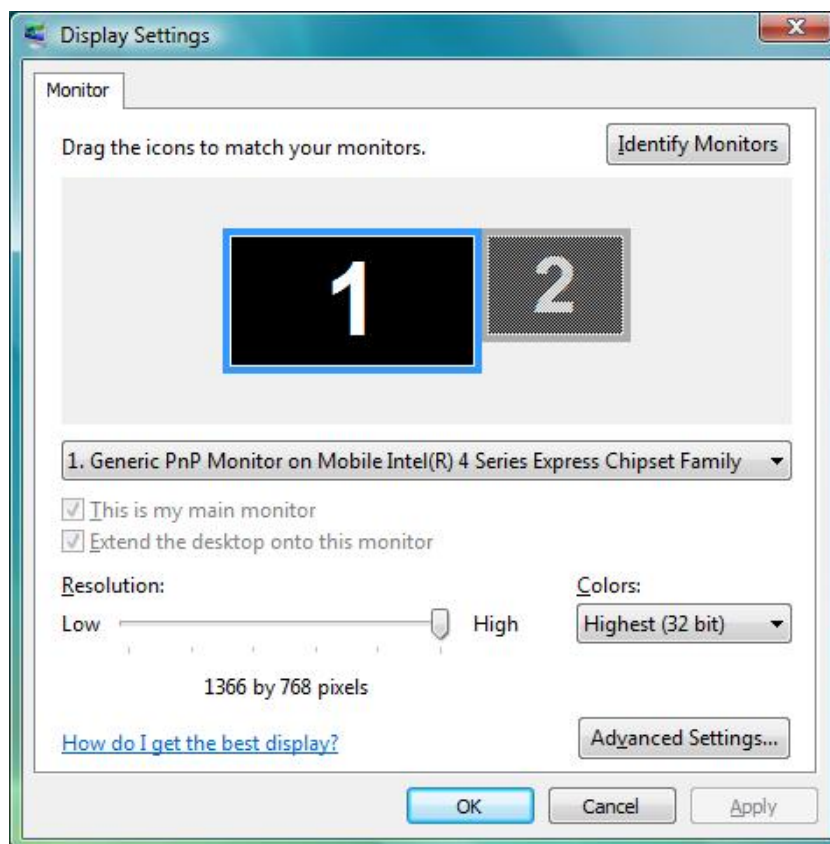 Display Settings
Monitor
Drag the icons to match your monitors.
Identify Monitors
1
2
1. Generic PnP Monitor on Mobile Intel(R) 4 Series Express Chipset Family
This is my main monitor
Extend the desktop onto this monitor
Resolution:
Colors:
Low
High
Highest (32 bit)
1366 by 768 pixels
How do I get the best display?
Advanced Settings...
OK
Cancel
Apply